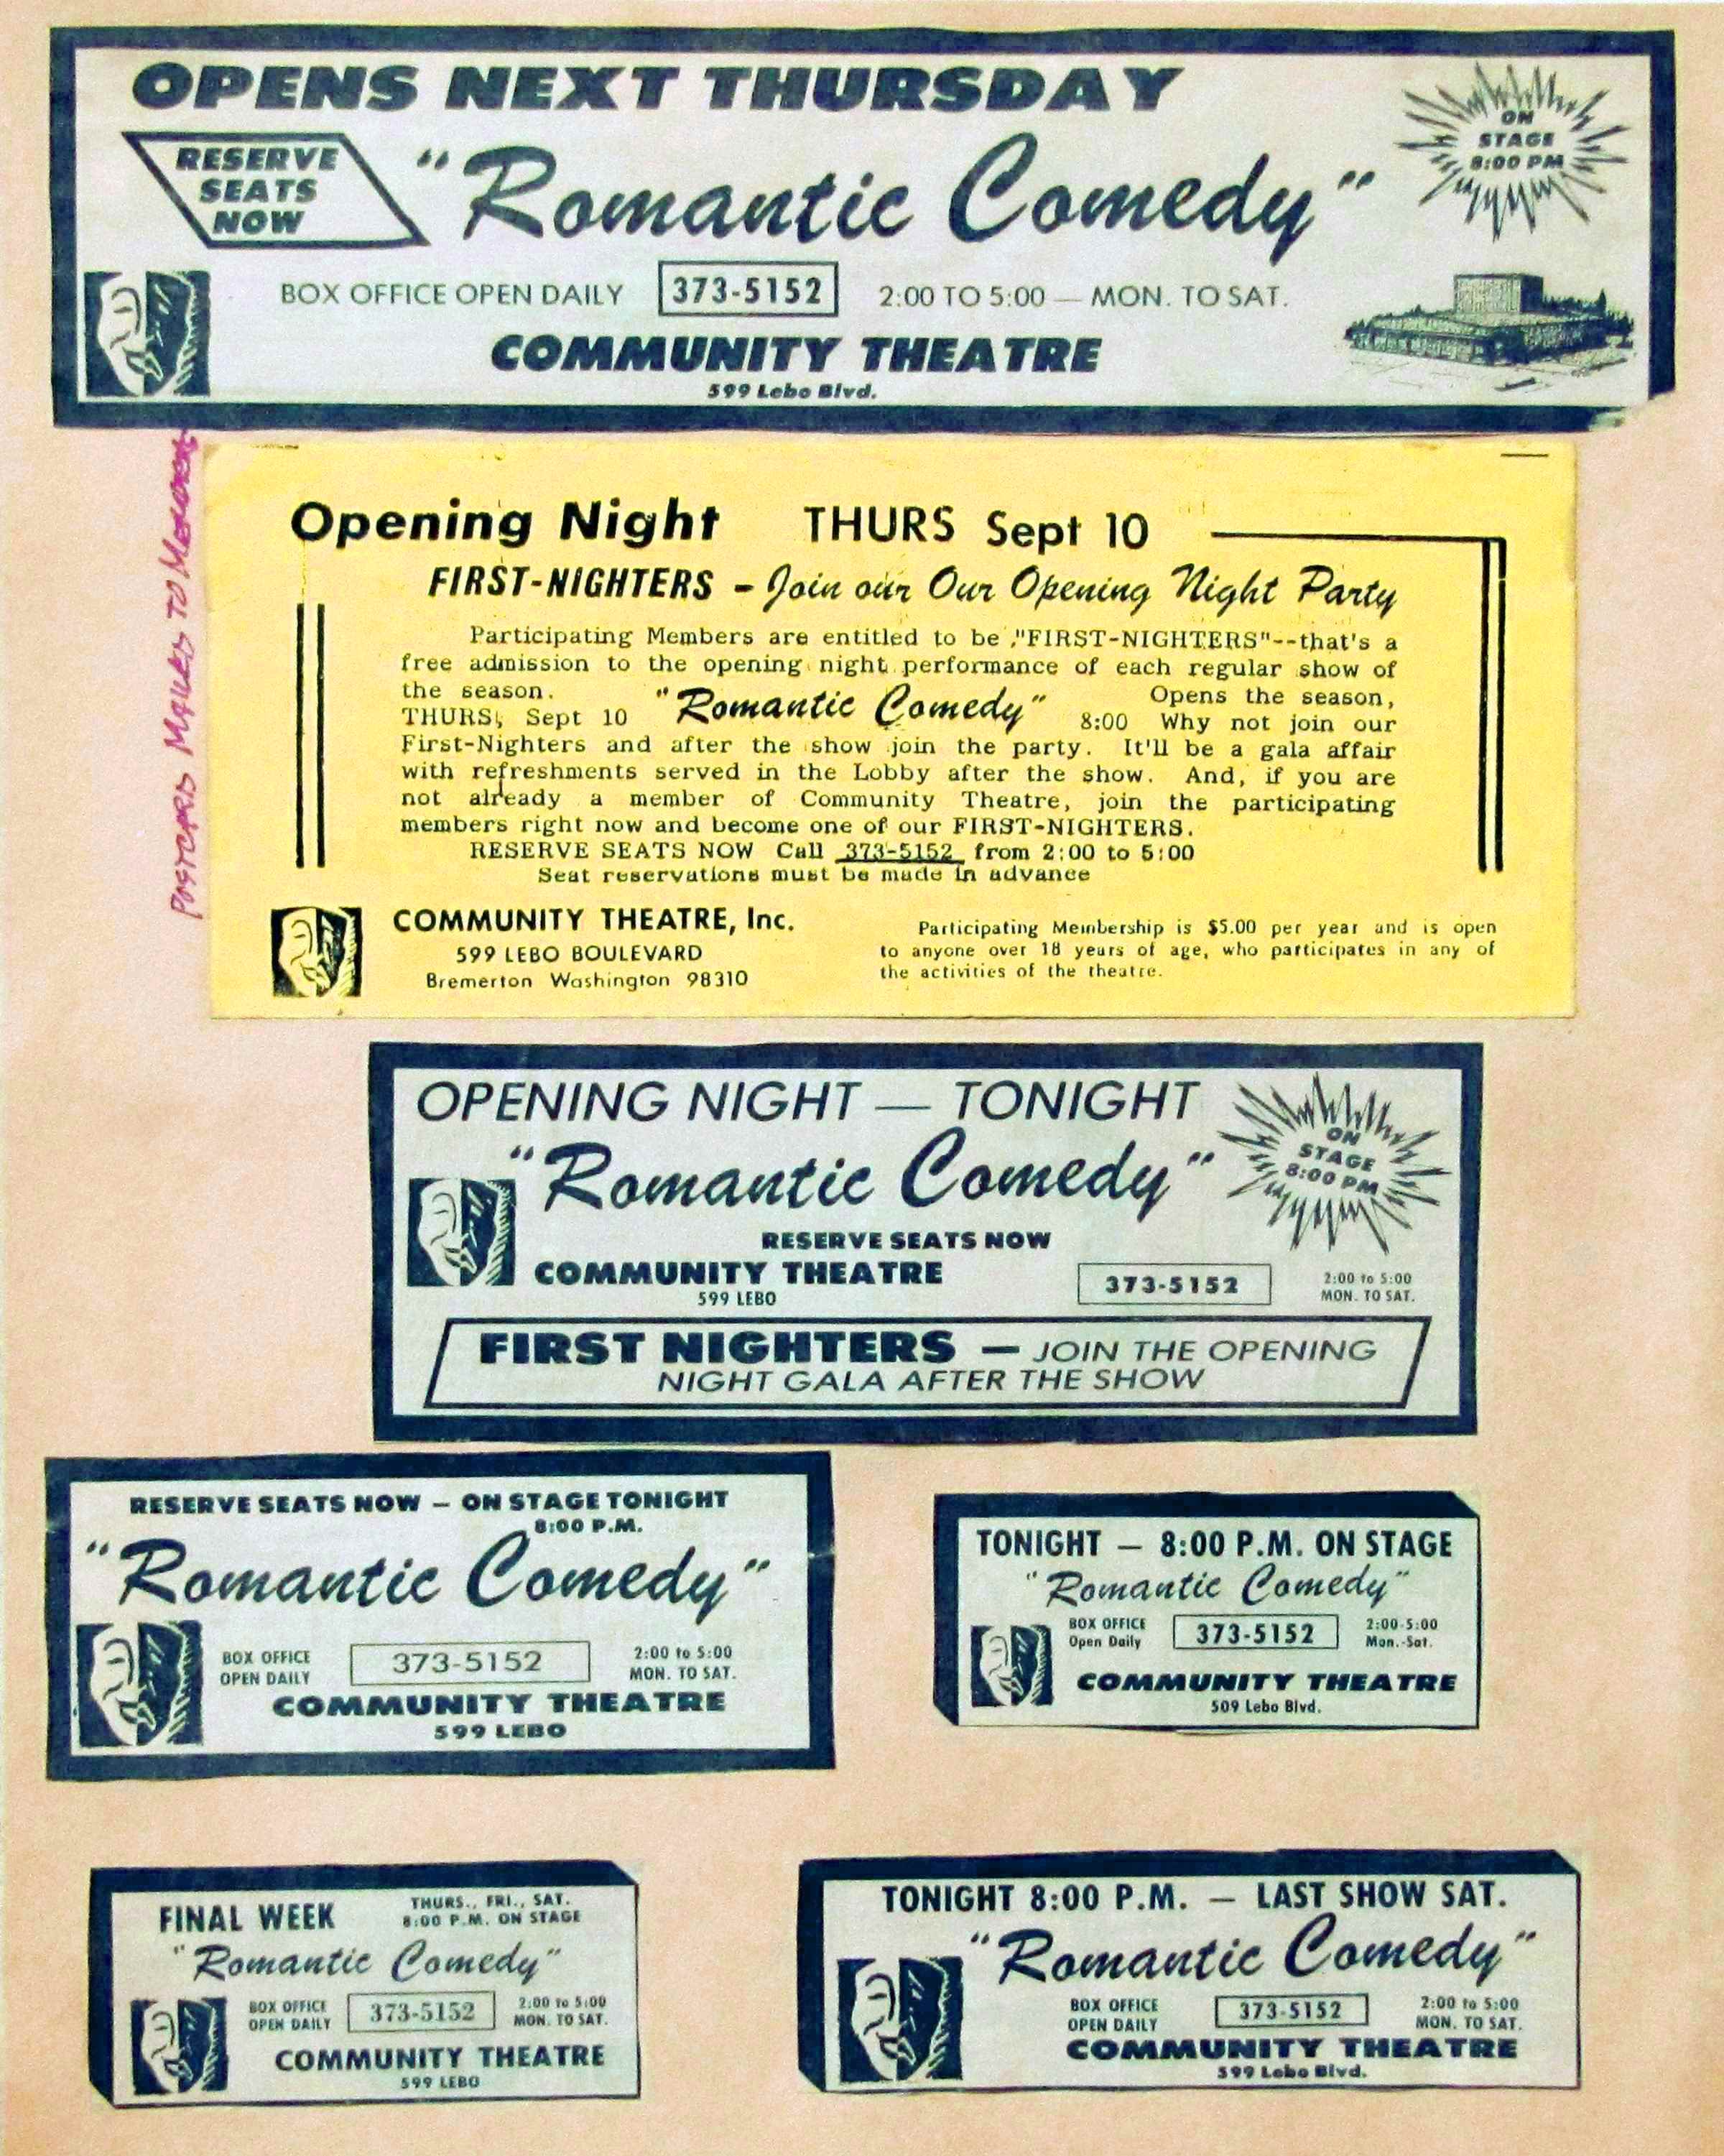 OPENS NEXT THURSDAY
RESERVE
SEATS
NOW
"Romantic Comedy"
ON
STAGE
8:00 PM
BOX OFFICE OPEN DAILY 373-5152 2:00 TO 5:00 — MON. TO SAT.
COMMUNITY THEATRE
599 Lebo Blvd.
Opening Night THURS Sept 10
FIRST-NIGHTERS - Join our Our Opening Night Party
Participating Members are entitled to be "FIRST-NIGHTERS"--that's a
free admission to the opening night performance of each regular show of
the season. "Romantic Comedy" Opens the season,
THURS, Sept 10 8:00 Why not join our
First-Nighters and after the show join the party. It'll be a gala affair
with refreshments served in the Lobby after the show. And, if you are
not already a member of Community Theatre, join the participating
members right now and become one of our FIRST-NIGHTERS.
RESERVE SEATS NOW Call 373-5152 from 2:00 to 5:00
Seat reservations must be made in advance
COMMUNITY THEATRE, Inc.
599 LEBO BOULEVARD
Bremerton Washington 98310
Participating Membership is $5.00 per year and is open
to anyone over 18 years of age, who participates in any of
the activities of the theatre.
TO
OPENING NIGHT — TONIGHT
"Romantic Comedy"
ON
STAGE
8:00 PM
RESERVE SEATS NOW
COMMUNITY THEATRE
599 LEBO
373-5152
2:00 to 5:00
MON. TO SAT.
FIRST NIGHTERS — JOIN THE OPENING
NIGHT GALA AFTER THE SHOW
RESERVE SEATS NOW — ON STAGE TONIGHT
8:00 P.M.
"Romantic Comedy"
BOX OFFICE
OPEN DAILY
373-5152
2:00 to 5:00
MON. TO SAT.
COMMUNITY THEATRE
599 LEBO
TONIGHT — 8:00 P.M. ON STAGE
"Romantic Comedy"
BOX OFFICE
Open Daily
373-5152
2:00-5:00
Mon.-Sat.
COMMUNITY THEATRE
509 Lebo Blvd.
FINAL WEEK
THURS., FRI., SAT.
8:00 P.M. ON STAGE
"Romantic Comedy"
BOX OFFICE
OPEN DAILY
373-5152
2:00 to 5:00
MON. TO SAT.
COMMUNITY THEATRE
599 LEBO
TONIGHT 8:00 P.M. — LAST SHOW SAT.
"Romantic Comedy"
BOX OFFICE
OPEN DAILY
373-5152
2:00 to 5:00
MON. TO SAT.
COMMUNITY THEATRE
599 Lebo Blvd.